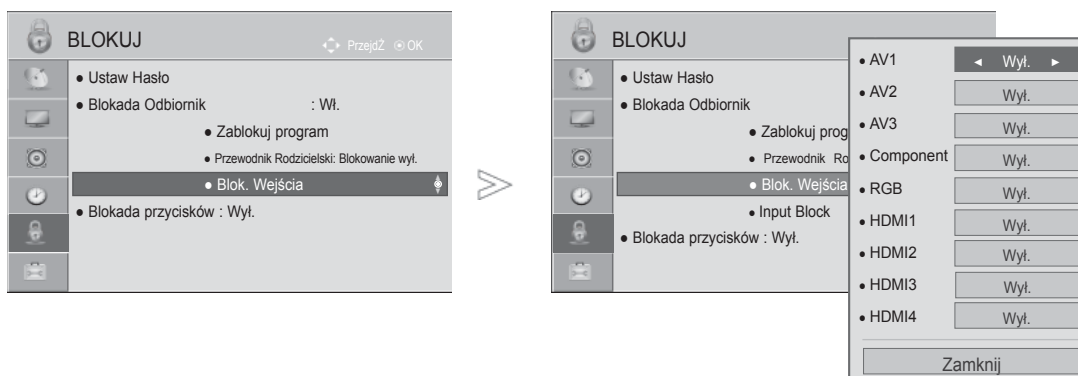 BLOKUJ
PrzejdŹ ⊙ OK
• Ustaw Hasło
• Blokada Odbiornik : Wł.
• Zablokuj program
• Przewodnik Rodzicielski: Blokowanie wył.
• Blok. Wejścia
• Blokada przycisków : Wył.
BLOKUJ
• Ustaw Hasło
• Blokada Odbiornik
• Zablokuj prog
• Przewodnik Ro
• Blok. Wejścia
• Input Block
• Blokada przycisków : Wył.
• AV1 ◄ Wył. ►
• AV2 Wył.
• AV3 Wył.
• Component Wył.
• RGB Wył.
• HDMI1 Wył.
• HDMI2 Wył.
• HDMI3 Wył.
• HDMI4 Wył.
Zamknij